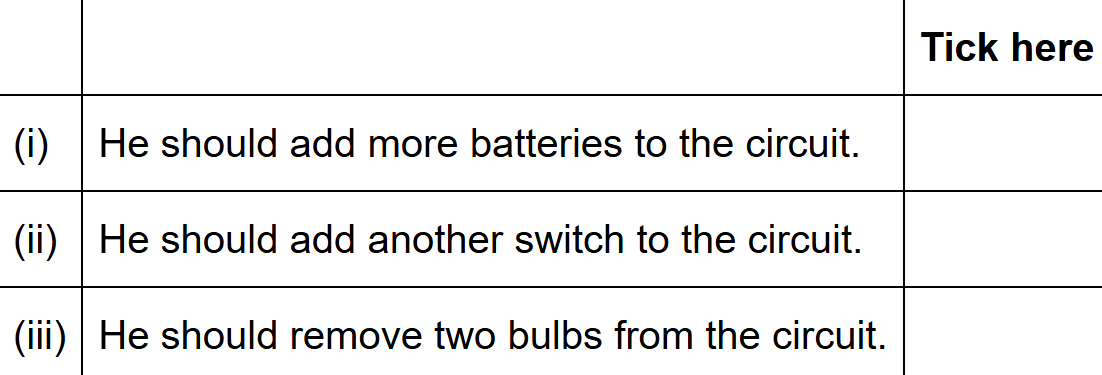 Tick here
(i) He should add more batteries to the circuit.
(ii) He should add another switch to the circuit.
(iii) He should remove two bulbs from the circuit.